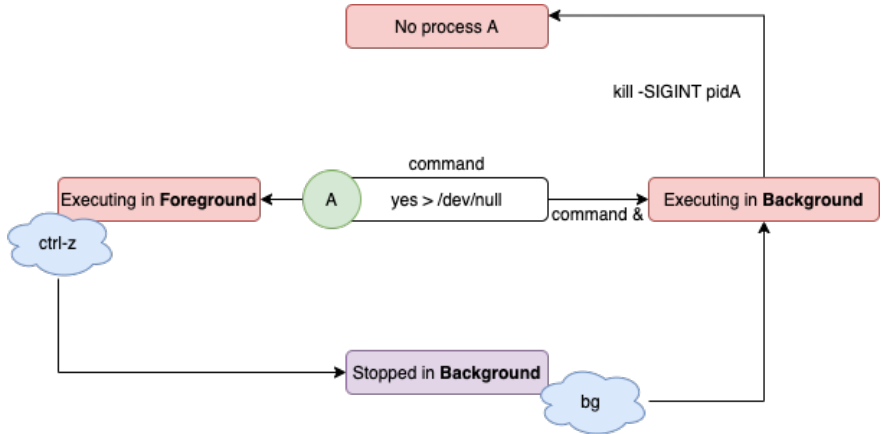 No process A
kill -SIGINT pidA
command
Executing in Foreground
A
yes > /dev/null
command &
Executing in Background
ctrl-z
Stopped in Background
bg